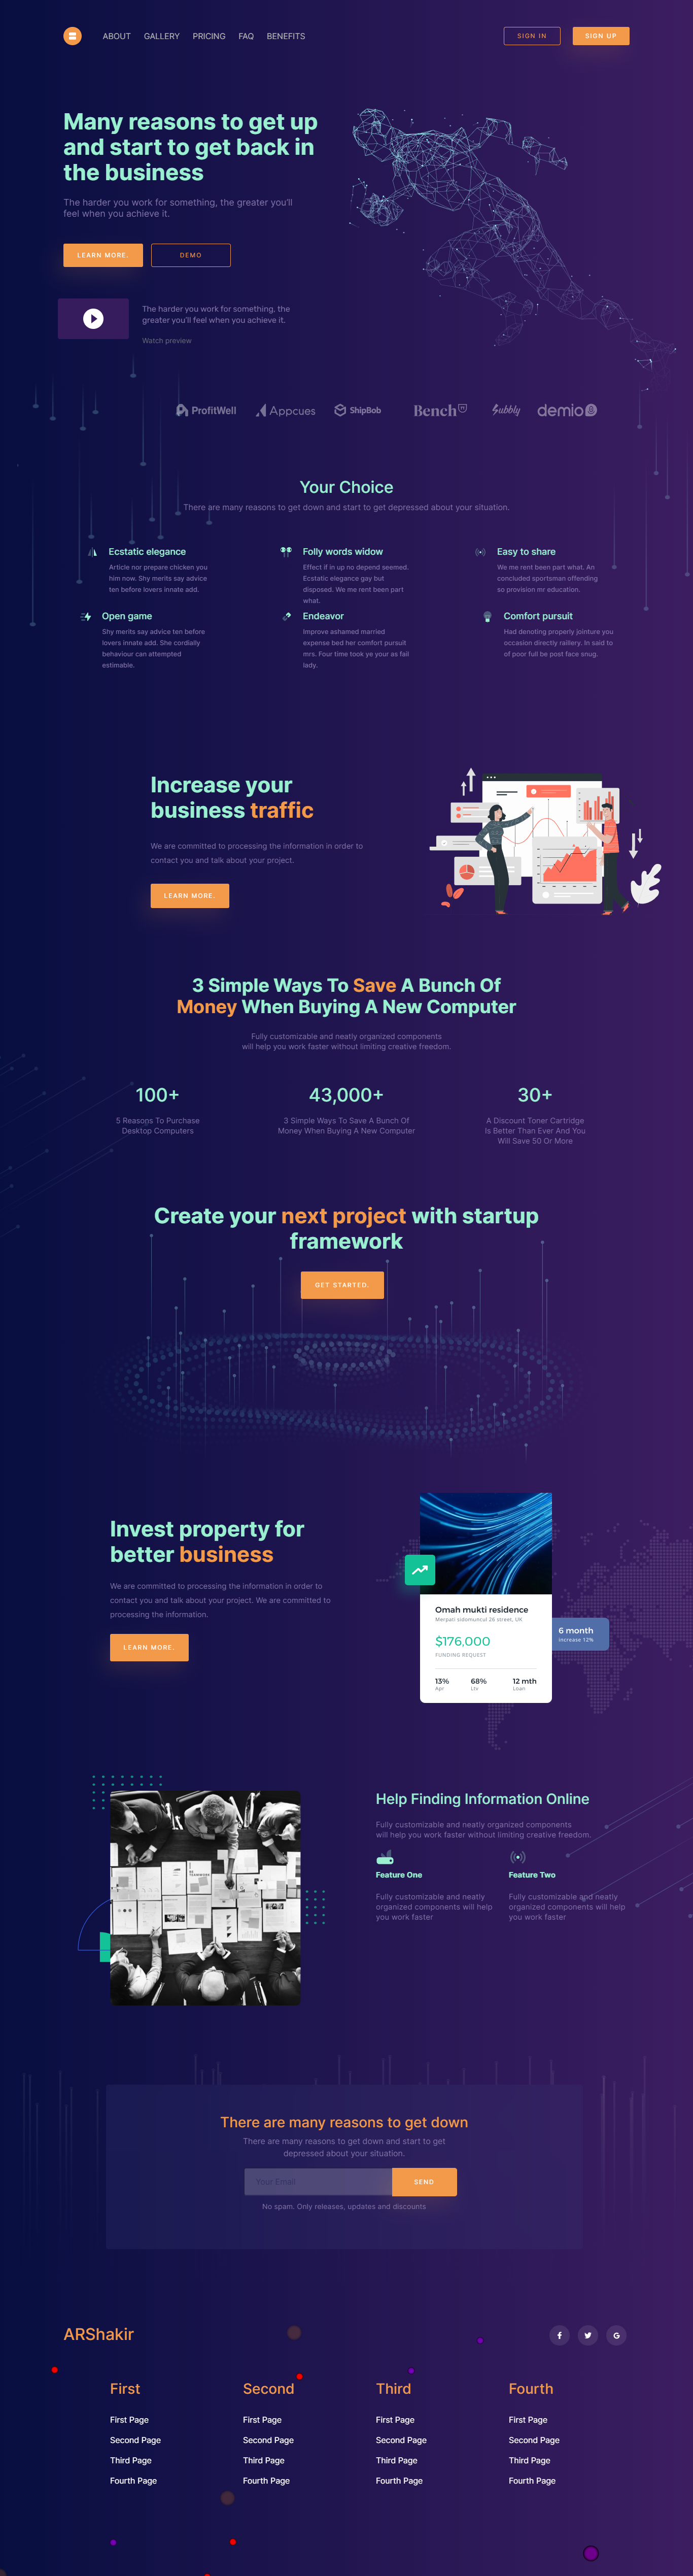 ABOUT GALLERY PRICING FAQ BENEFITS
SIGN IN
SIGN UP
Many reasons to get up
and start to get back in
the business
The harder you work for something, the greater you'll
feel when you achieve it.
LEARN MORE.
DEMO
The harder you work for something, the
greater you'll feel when you achieve it.
Watch preview
ProfitWell
Appcues
ShipBob
Bench
Subbly
demio
Your Choice
There are many reasons to get down and start to get depressed about your situation.
Ecstatic elegance
Article nor prepare chicken you
him now. Shy merits say advice
ten before lovers innate add.
Folly words widow
Effect if in up no depend seemed.
Ecstatic elegance gay but
disposed. We me rent been part
what.
Easy to share
We me rent been part what. An
concluded sportsman offending
so provision mr education.
Open game
Shy merits say advice ten before
lovers innate add. She cordially
behaviour can attempted
estimable.
Endeavor
Improve ashamed married
expense bed her comfort pursuit
mrs. Four time took ye your as fail
lady.
Comfort pursuit
Had denoting properly jointure you
occasion directly raillery. In said to
of poor full be post face snug.
Increase your
business traffic
We are committed to processing the information in order to
contact you and talk about your project.
LEARN MORE.
3 Simple Ways To Save A Bunch Of
Money When Buying A New Computer
Fully customizable and neatly organized components
will help you work faster without limiting creative freedom.
100+
5 Reasons To Purchase
Desktop Computers
43,000+
3 Simple Ways To Save A Bunch Of
Money When Buying A New Computer
30+
A Discount Toner Cartridge
Is Better Than Ever And You
Will Save 50 Or More
Create your next project with startup
framework
GET STARTED.
Invest property for
better business
We are committed to processing the information in order to
contact you and talk about your project. We are committed to
processing the information.
LEARN MORE.
Omah mukti residence
Merpati sidomuncul 26 street, UK
$176,000
FUNDING REQUEST
13%
Apr
68%
Ltv
12 mth
Loan
6 month
Increase 12%
Help Finding Information Online
Fully customizable and neatly organized components
will help you work faster without limiting creative freedom.
Feature One
Fully customizable and neatly
organized components will help
you work faster
Feature Two
Fully customizable and neatly
organized components will help
you work faster
There are many reasons to get down
There are many reasons to get down and start to get
depressed about your situation.
Your Email
SEND
No spam. Only releases, updates and discounts
ARShakir
First
First Page
Second Page
Third Page
Fourth Page
Second
First Page
Second Page
Third Page
Fourth Page
Third
First Page
Second Page
Third Page
Fourth Page
Fourth
First Page
Second Page
Third Page
Fourth Page